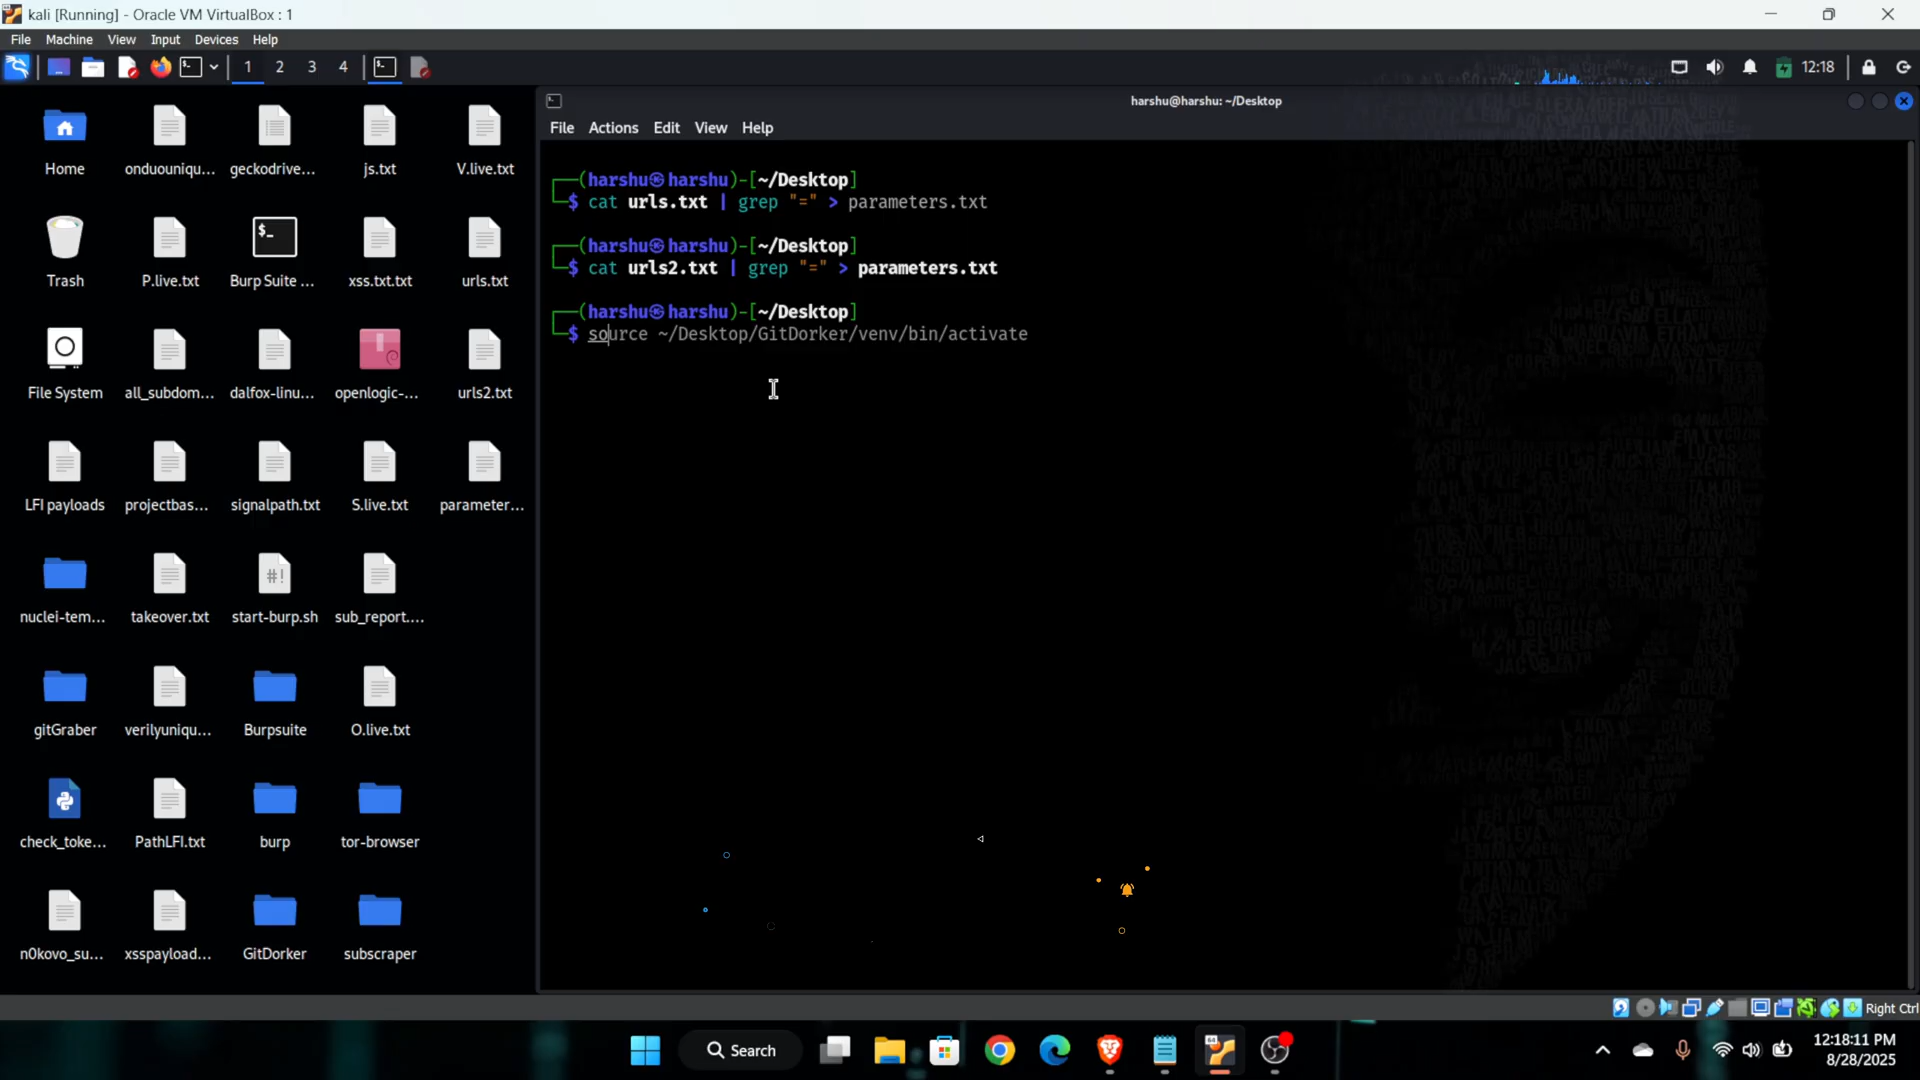 kali [Running] - Oracle VM VirtualBox : 1
File Machine View Input Devices Help
1 2 3 4
12:18
harshu@harshu: ~/Desktop
File Actions Edit View Help
Home
onduouniqu...
geckodrive...
js.txt
V.live.txt
Trash
P.live.txt
Burp Suite ...
xss.txt.txt
urls.txt
File System
all_subdom...
dalfox-linu...
openlogic-...
urls2.txt
LFI payloads
projectbas...
signalpath.txt
S.live.txt
parameter...
nuclei-tem...
takeover.txt
start-burp.sh
sub_report....
gitGraber
verilyuniqu...
Burpsuite
O.live.txt
check_toke...
PathLFI.txt
burp
tor-browser
n0kovo_su...
xsspayload...
GitDorker
subscraper
(harshu㉿harshu)-[~/Desktop]
$ cat urls.txt | grep "=" > parameters.txt
(harshu㉿harshu)-[~/Desktop]
$ cat urls2.txt | grep "=" > parameters.txt
(harshu㉿harshu)-[~/Desktop]
$ source ~/Desktop/GitDorker/venv/bin/activate
Right Ctrl
Search
12:18:11 PM
8/28/2025